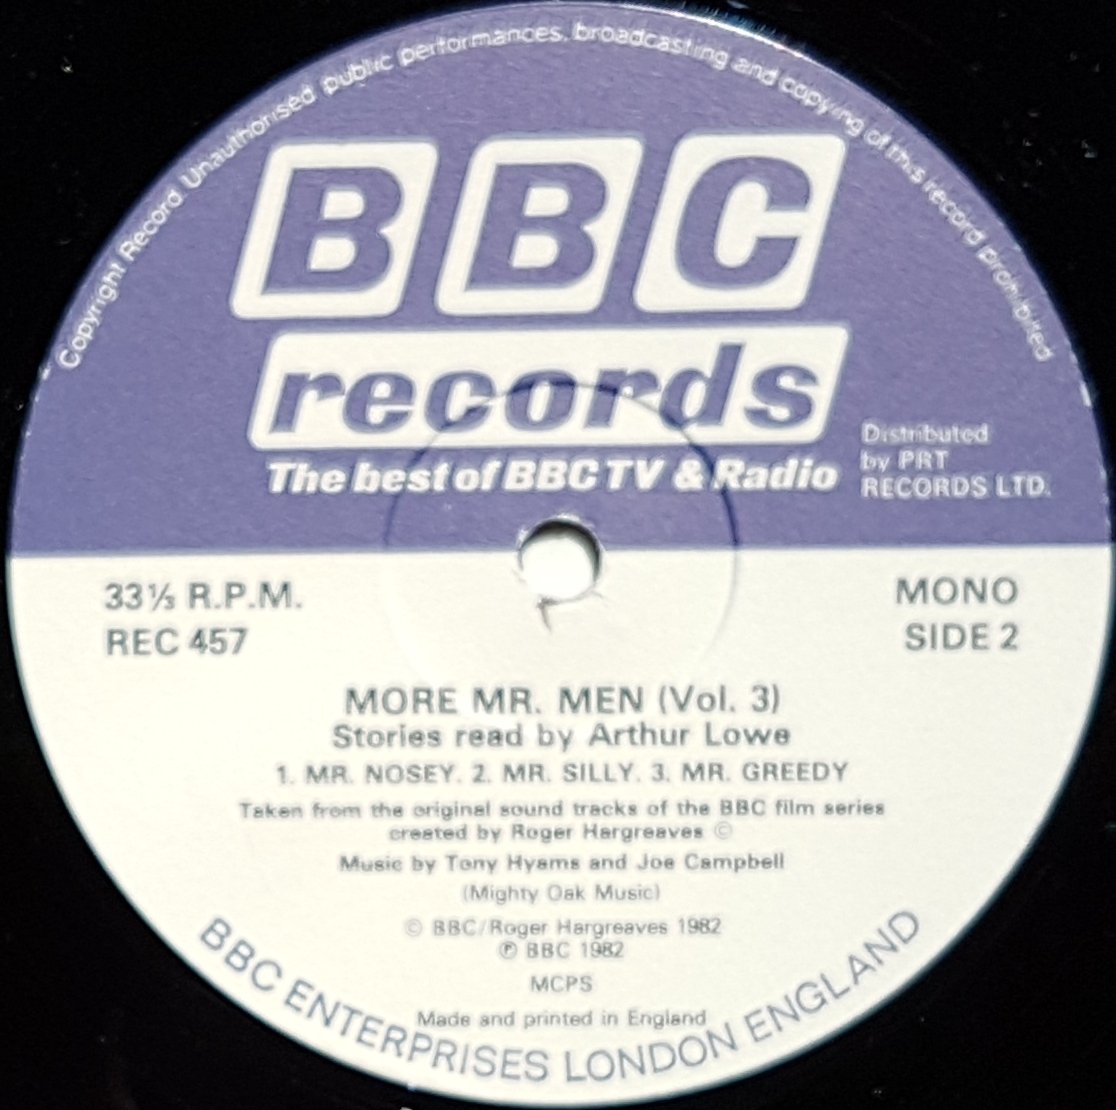 Copyright Record Unauthorised public performances, broadcasting and copying of this record prohibited
BBC
records
The best of BBC TV & Radio
Distributed
by PRT
RECORDS LTD.
33⅓ R.P.M.
REC 457
MONO
SIDE 2
MORE MR. MEN (Vol. 3)
Stories read by Arthur Lowe
1. MR. NOSEY. 2. MR. SILLY. 3. MR. GREEDY
Taken from the original sound tracks of the BBC film series
created by Roger Hargreaves ©
Music by Tony Hyams and Joe Campbell
(Mighty Oak Music)
© BBC/Roger Hargreaves 1982
℗ BBC 1982
MCPS
Made and printed in England
BBC ENTERPRISES LONDON ENGLAND